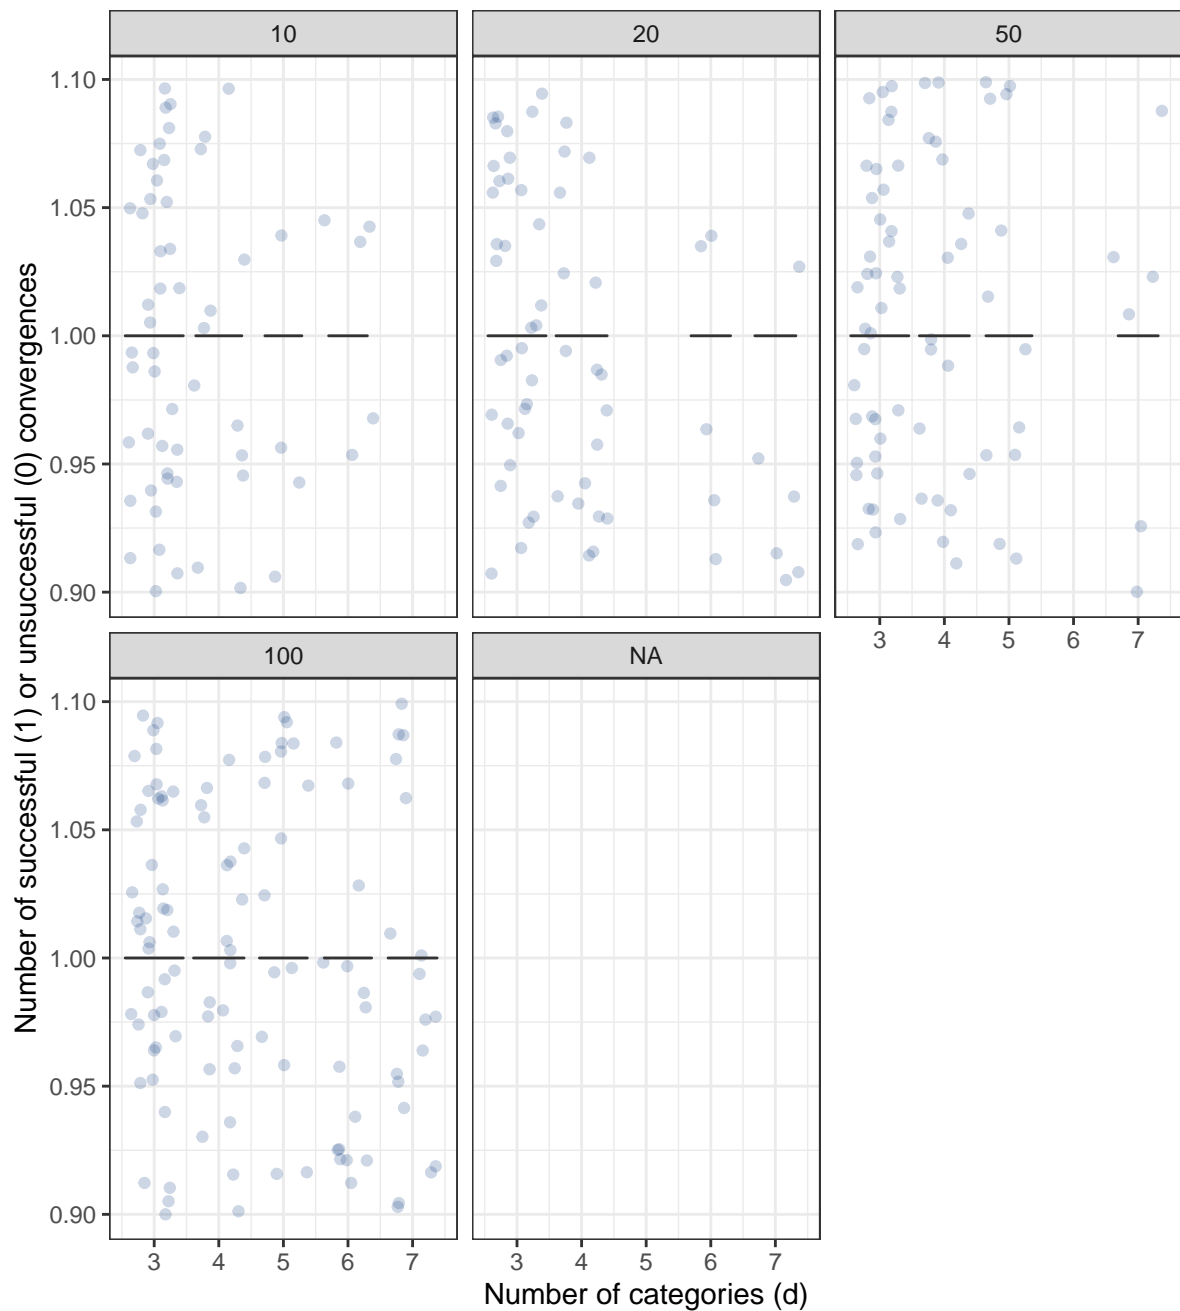 10 20 50
1.10
1.05
1.00
0.95
0.90
3 4 5 6 7
100 NA
1.10
1.05
1.00
0.95
0.90
3 4 5 6 7 3 4 5 6 7
Number of categories (d)
Number of successful (1) or unsuccessful (0) convergences